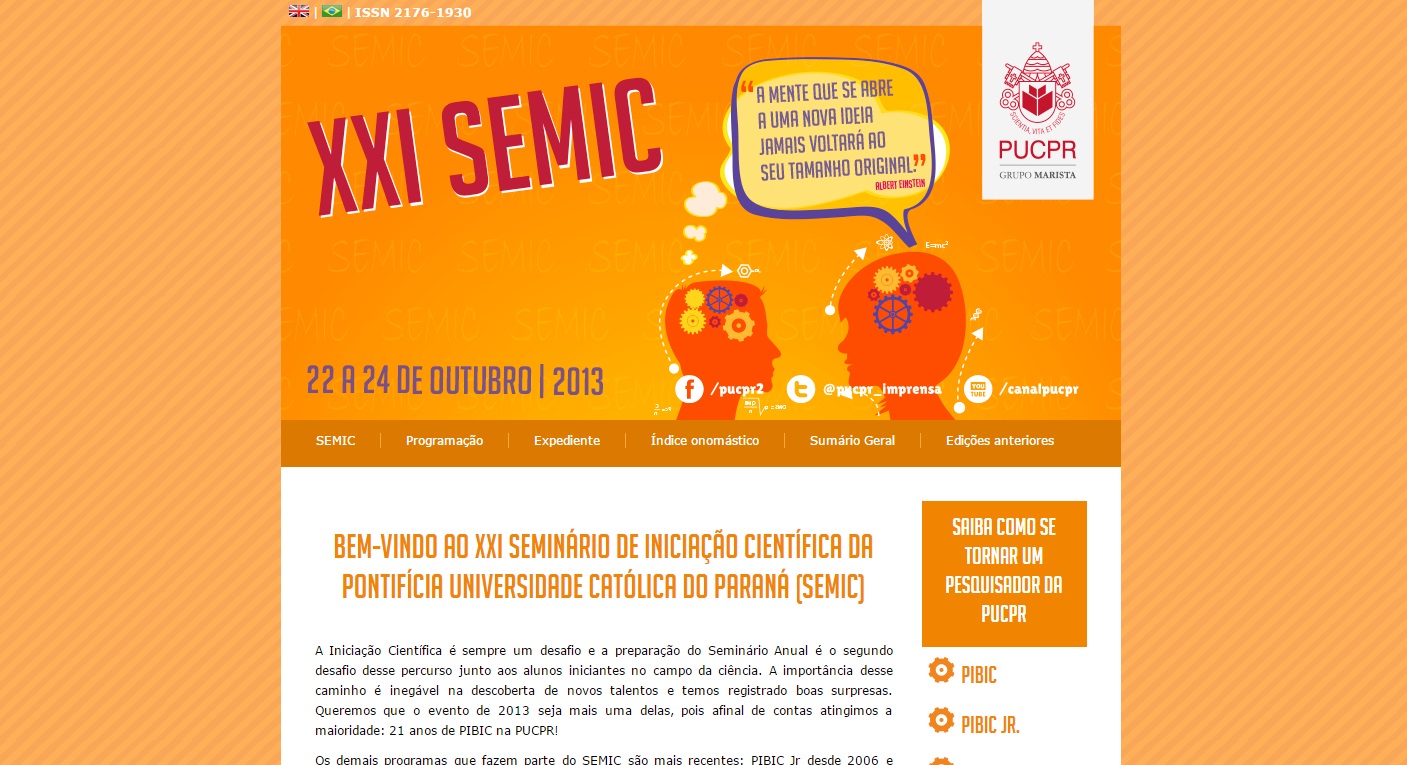 | | ISSN 2176-1930
XXI SEMIC
“A MENTE QUE SE ABRE
A UMA NOVA IDEIA
JAMAIS VOLTARÁ AO
SEU TAMANHO ORIGINAL.”
ALBERT EINSTEIN
SCIENTIA, VITA ET FIDES
PUCPR
GRUPO MARISTA
E=mc²
22 A 24 DE OUTUBRO | 2013
f /pucpr2
t @pucpr_imprensa
YOU TUBE /canalpucpr
SEMIC
Programação
Expediente
Índice onomástico
Sumário Geral
Edições anteriores
BEM-VINDO AO XXI SEMINÁRIO DE INICIAÇÃO CIENTÍFICA DA
PONTIFÍCIA UNIVERSIDADE CATÓLICA DO PARANÁ (SEMIC)
A Iniciação Científica é sempre um desafio e a preparação do Seminário Anual é o segundo
desafio desse percurso junto aos alunos iniciantes no campo da ciência. A importância desse
caminho é inegável na descoberta de novos talentos e temos registrado boas surpresas.
Queremos que o evento de 2013 seja mais uma delas, pois afinal de contas atingimos a
maioridade: 21 anos de PIBIC na PUCPR!
Os demais programas que fazem parte do SEMIC são mais recentes: PIBIC Jr desde 2006 e
SAIBA COMO SE
TORNAR UM
PESQUISADOR DA
PUCPR
PIBIC
PIBIC JR.